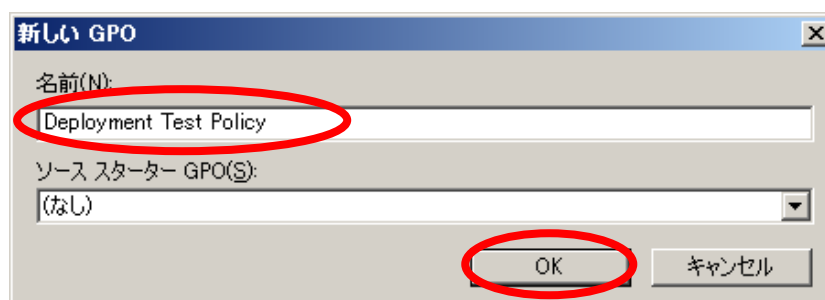 新しい GPO
名前(N):
Deployment Test Policy
ソース スターター GPO(S):
(なし)
OK キャンセル